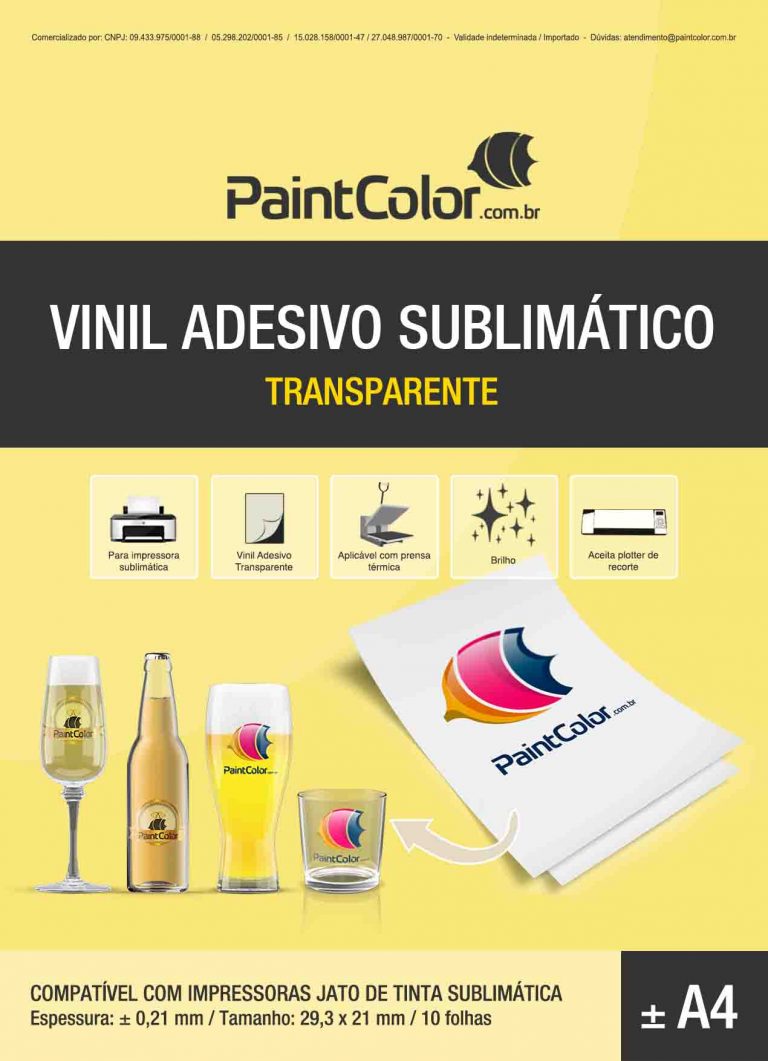 Comercializado por: CNPJ: 09.433.975/0001-88 / 05.298.202/0001-85 / 15.028.158/0001-47 / 27.048.987/0001-70 - Validade indeterminada / Importado - Dúvidas: atendimento@paintcolor.com.br
PaintColor.com.br
VINIL ADESIVO SUBLIMÁTICO
TRANSPARENTE
Para impressora
sublimática
Vinil Adesivo
Transparente
Aplicável com prensa
térmica
Brilho
Aceita plotter de
recorte
PaintColor.com.br
PaintColor
PaintColor
PaintColor
PaintColor
COMPATÍVEL COM IMPRESSORAS JATO DE TINTA SUBLIMÁTICA
Espessura: ± 0,21 mm / Tamanho: 29,3 x 21 mm / 10 folhas
± A4